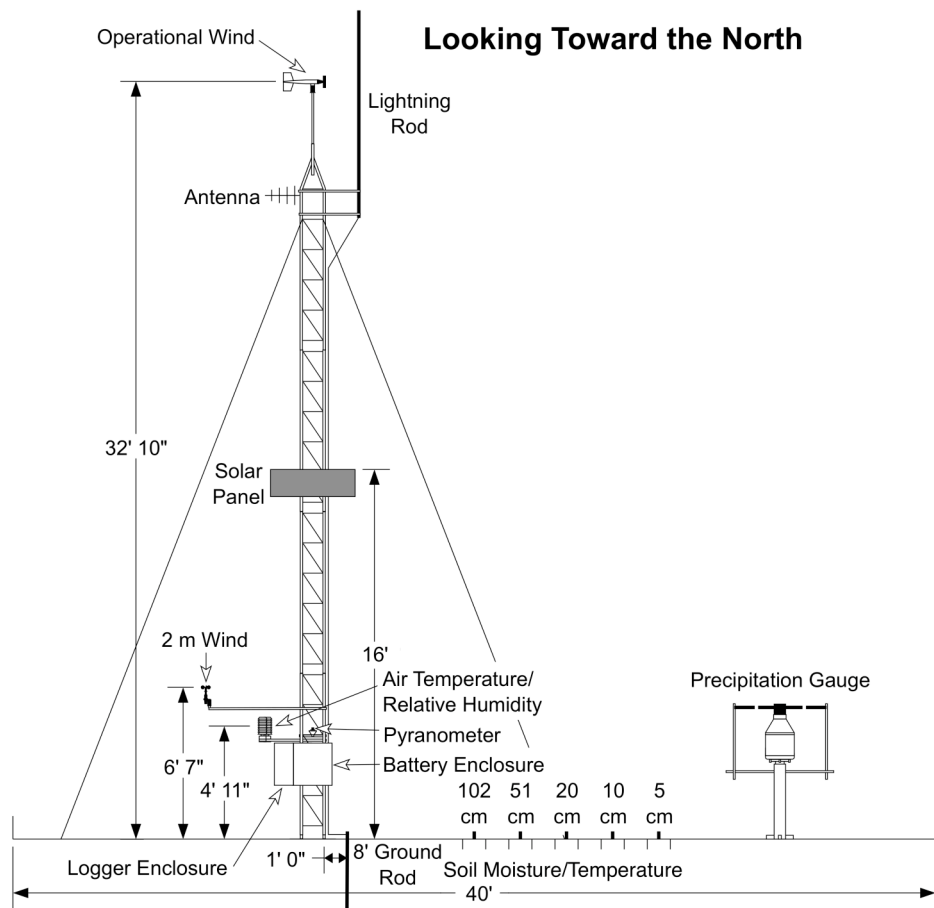 Looking Toward the North
Operational Wind
Lightning
Rod
Antenna
32' 10"
Solar
Panel
16'
2 m Wind
Air Temperature/
Relative Humidity
Precipitation Gauge
Pyranometer
6' 7"
4' 11"
Battery Enclosure
102 51 20 10 5
cm cm cm cm cm
Logger Enclosure
1' 0"
8' Ground
Rod
Soil Moisture/Temperature
40'